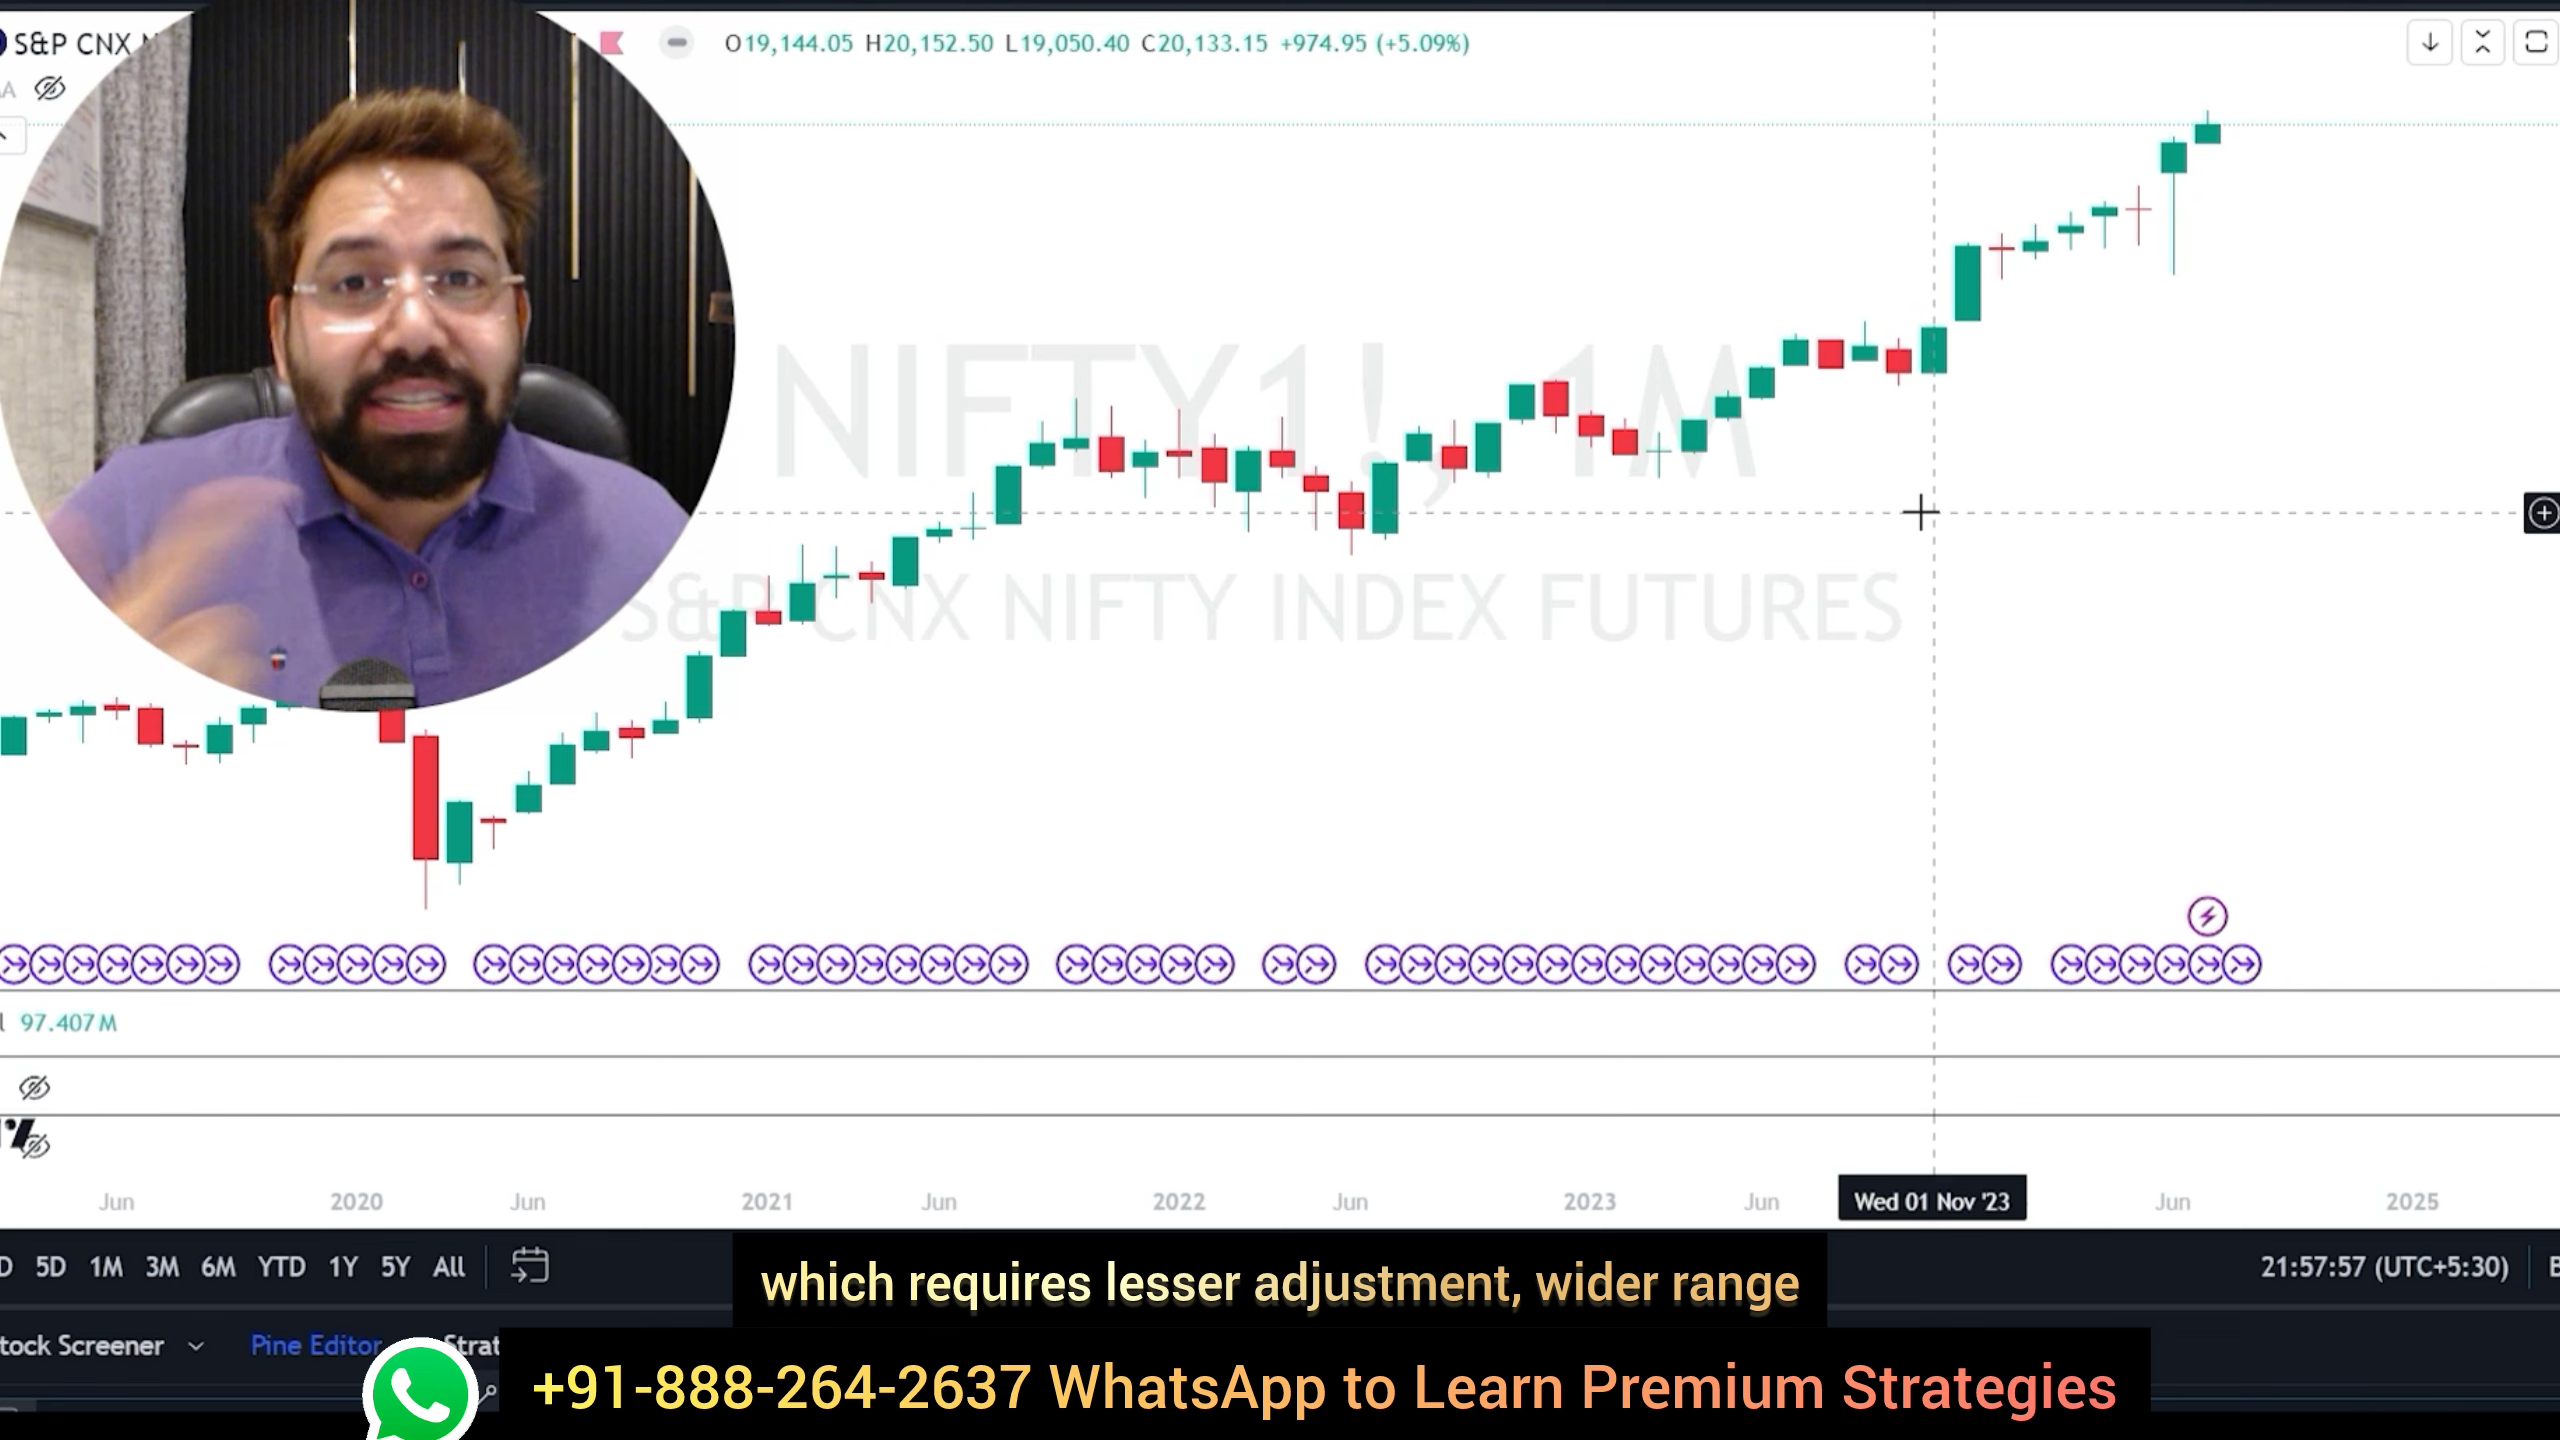 S&P CNX
O19,144.05 H20,152.50 L19,050.40 C20,133.15 +974.95 (+5.09%)
NIFTY1!, 1M
S&P CNX NIFTY INDEX FUTURES
97.407M
Jun 2020 Jun 2021 Jun 2022 Jun 2023 Jun Wed 01 Nov '23 Jun 2025
5D 1M 3M 6M YTD 1Y 5Y All
21:57:57 (UTC+5:30)
which requires lesser adjustment, wider range
tock Screener Pine Editor Strat
+91-888-264-2637 WhatsApp to Learn Premium Strategies